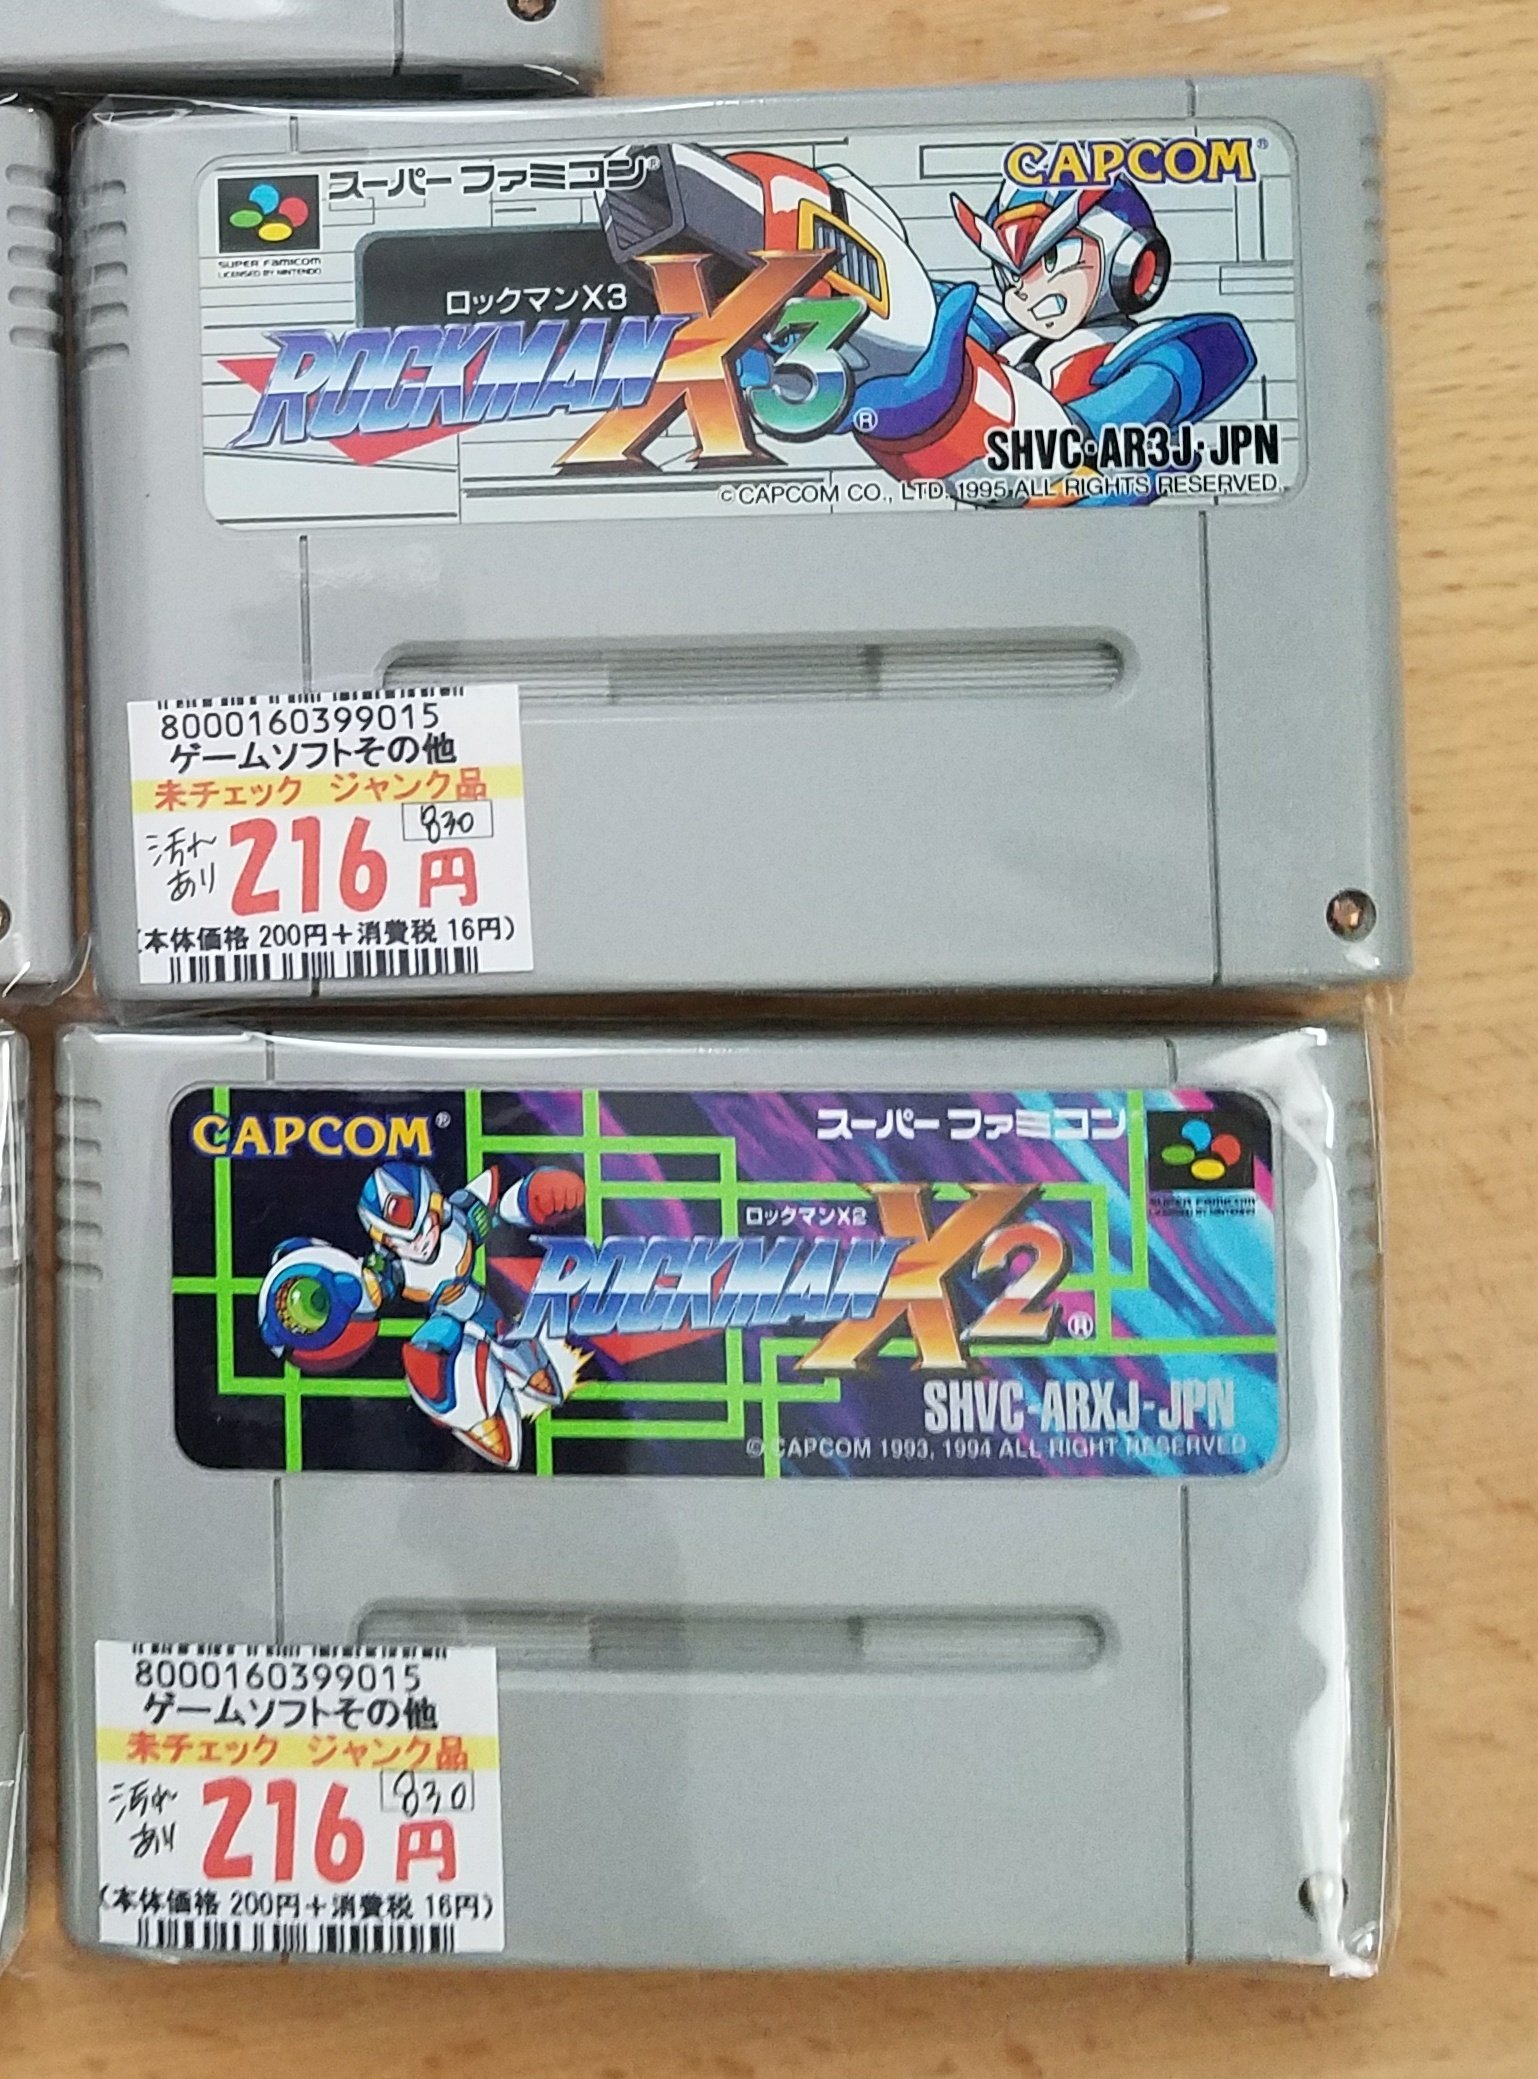 スーパーファミコン®
CAPCOM®
SUPER FAMICOM
LICENSED BY NINTENDO
ロックマンX3
ROCKMAN X3®
SHVC-AR3J-JPN
© CAPCOM CO., LTD. 1995 ALL RIGHTS RESERVED.
8000160399015
ゲームソフトその他
未チェック ジャンク品
汚れ
あり
830
216円
(本体価格 200円+消費税 16円)
CAPCOM®
スーパーファミコン
SUPER FAMICOM
LICENSED BY NINTENDO
ロックマンX2
ROCKMAN X2®
SHVC-ARXJ-JPN
© CAPCOM 1993, 1994 ALL RIGHT RESERVED
8000160399015
ゲームソフトその他
未チェック ジャンク品
汚れ
あり
830
216円
(本体価格 200円+消費税 16円)